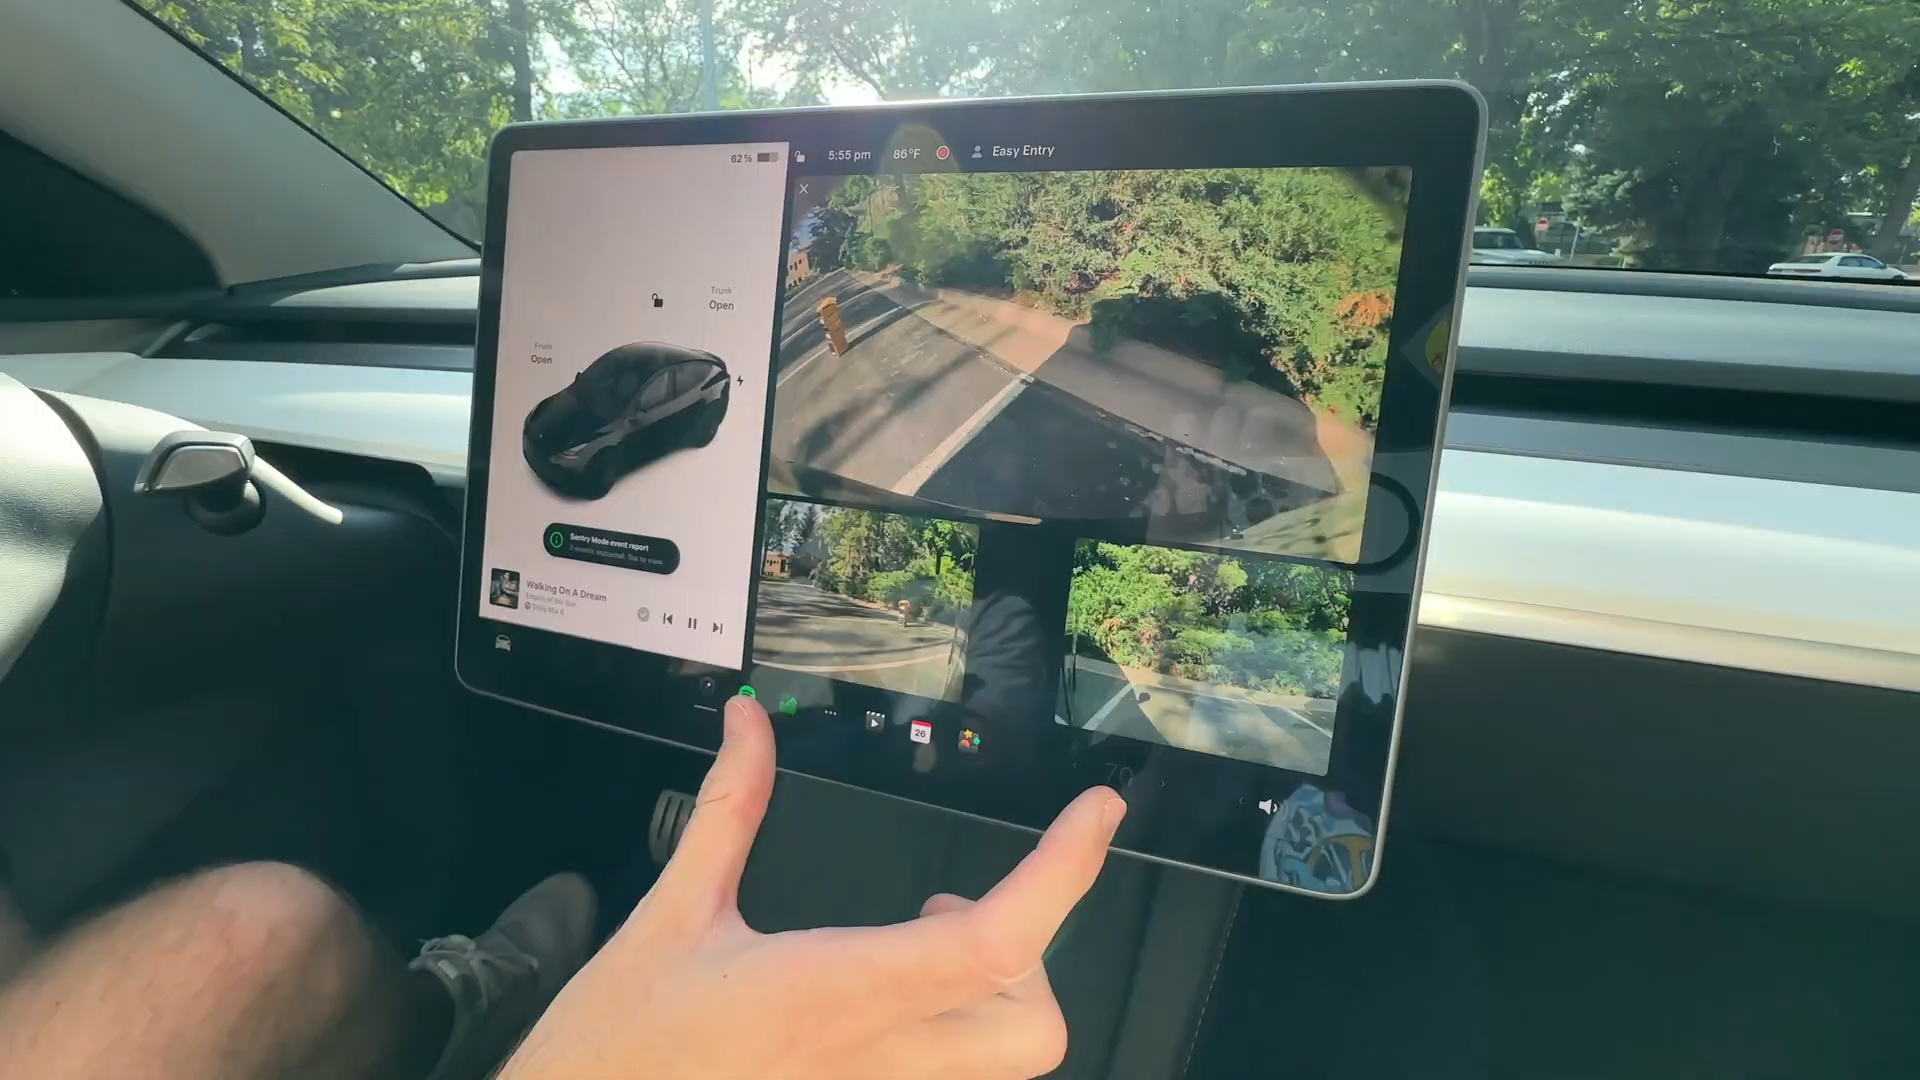 62 %
5:55 pm
86°F
Easy Entry
Trunk
Open
Frunk
Open
Sentry Mode event report
Walking On A Dream
26
70